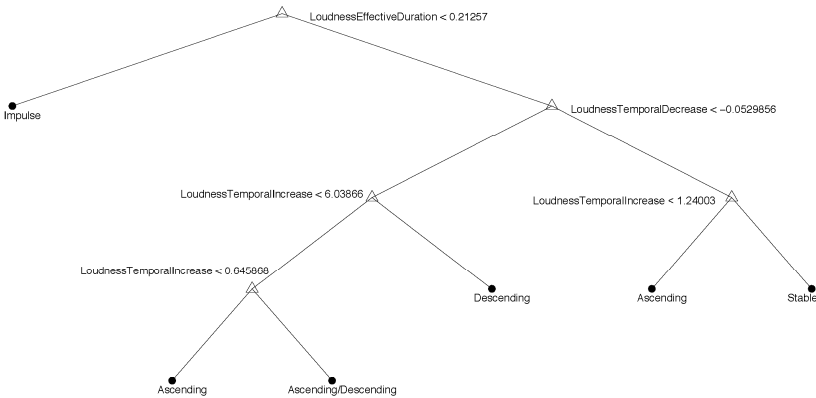 LoudnessEffectiveDuration < 0.21257
Impulse
LoudnessTemporalDecrease < −0.0529856
LoudnessTemporalIncrease < 6.03866
LoudnessTemporalIncrease < 1.24003
LoudnessTemporalIncrease < 0.645868
Descending
Ascending
Stable
Ascending
Ascending/Descending